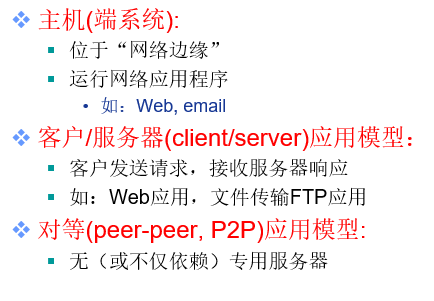 主机(端系统):
位于“网络边缘”
运行网络应用程序
如：Web, email
客户/服务器(client/server)应用模型：
客户发送请求，接收服务器响应
如：Web应用，文件传输FTP应用
对等(peer-peer, P2P)应用模型:
无（或不仅依赖）专用服务器